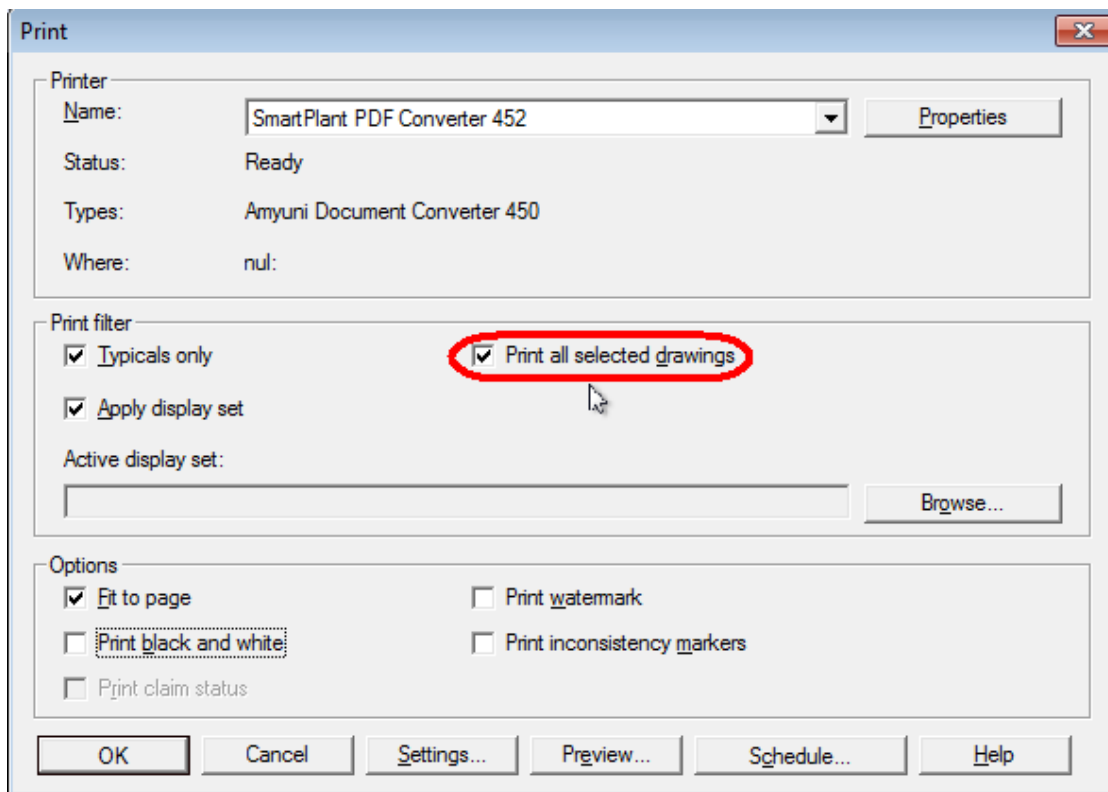 Print
Printer
Name: SmartPlant PDF Converter 452 Properties
Status: Ready
Types: Amyuni Document Converter 450
Where: nul:
Print filter
Typicals only Print all selected drawings
Apply display set
Active display set:
Browse...
Options
Fit to page Print watermark
Print black and white Print inconsistency markers
Print claim status
OK Cancel Settings... Preview... Schedule... Help